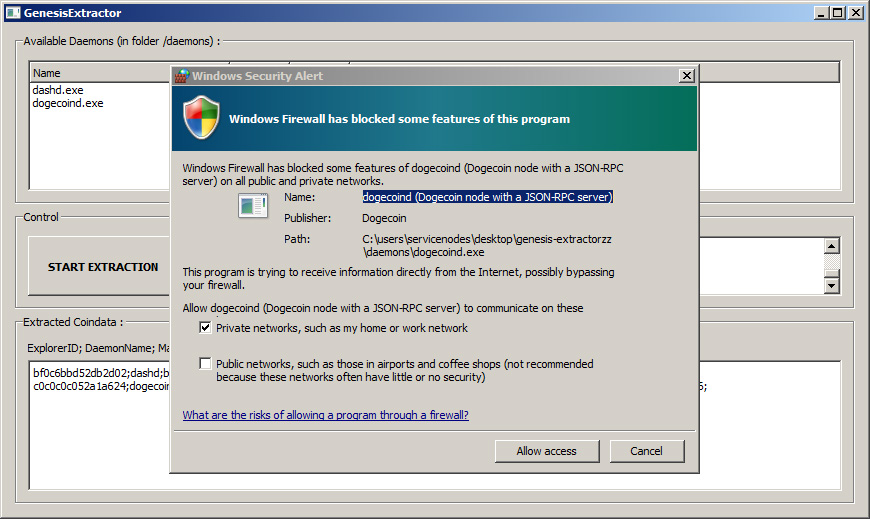 GenesisExtractor
Available Daemons (in folder /daemons) :
Name
dashd.exe
dogecoind.exe
Windows Security Alert
Windows Firewall has blocked some features of this program
Windows Firewall has blocked some features of dogecoind (Dogecoin node with a JSON-RPC
server) on all public and private networks.
Name: dogecoind (Dogecoin node with a JSON-RPC server)
Publisher: Dogecoin
Path: C:\users\servicenodes\desktop\genesis-extractorzz
\daemons\dogecoind.exe
This program is trying to receive information directly from the Internet, possibly bypassing
your firewall.
Allow dogecoind (Dogecoin node with a JSON-RPC server) to communicate on these
Private networks, such as my home or work network
Public networks, such as those in airports and coffee shops (not recommended
because these networks often have little or no security)
What are the risks of allowing a program through a firewall?
Allow access
Cancel
Control
START EXTRACTION
Extracted Coindata :
ExplorerID; DaemonName; Ma
bf0c6bbd52db2d02;dashd;b
c0c0c0c052a1a624;dogecoin